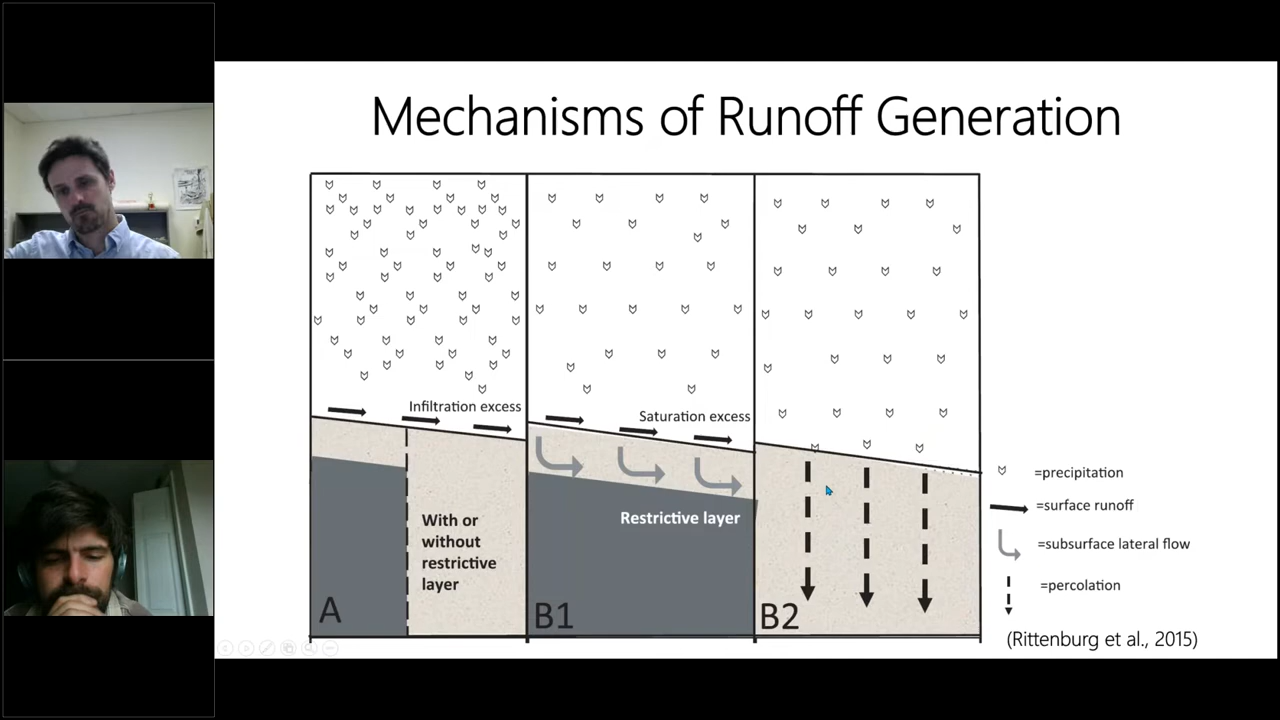 Mechanisms of Runoff Generation
Infiltration excess
With or
without
restrictive
layer
A
Saturation excess
Restrictive layer
B1
B2
=precipitation
=surface runoff
=subsurface lateral flow
=percolation
(Rittenburg et al., 2015)